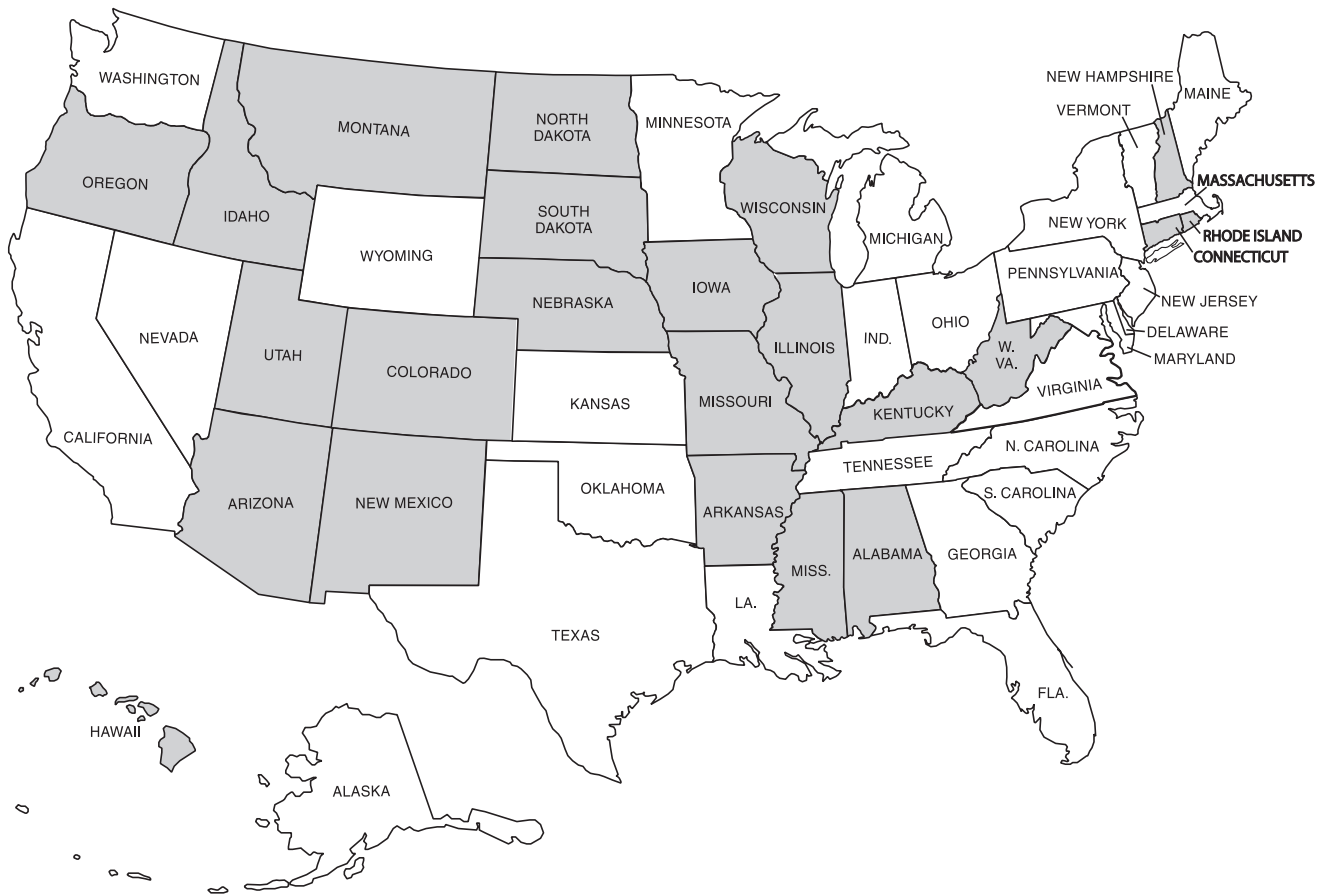 WASHINGTON
OREGON
IDAHO
MONTANA
NORTH
DAKOTA
SOUTH
DAKOTA
MINNESOTA
WISCONSIN
MICHIGAN
NEW HAMPSHIRE
VERMONT
MAINE
MASSACHUSETTS
NEW YORK
RHODE ISLAND
CONNECTICUT
WYOMING
NEBRASKA
IOWA
PENNSYLVANIA
NEW JERSEY
DELAWARE
MARYLAND
NEVADA
UTAH
COLORADO
KANSAS
MISSOURI
ILLINOIS
IND.
OHIO
W.
VA.
VIRGINIA
KENTUCKY
CALIFORNIA
ARIZONA
NEW MEXICO
OKLAHOMA
ARKANSAS
TENNESSEE
N. CAROLINA
S. CAROLINA
TEXAS
LA.
MISS.
ALABAMA
GEORGIA
FLA.
HAWAII
ALASKA